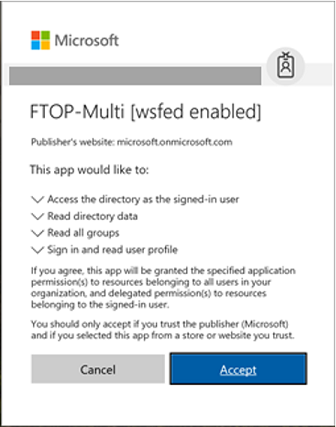 Microsoft
FTOP-Multi [wsfed enabled]
Publisher's website: microsoft.onmicrosoft.com
This app would like to:
Access the directory as the signed-in user
Read directory data
Read all groups
Sign in and read user profile
If you agree, this app will be granted the specified application
permission(s) to resources belonging to all users in your
organization, and delegated permission(s) to resources
belonging to the signed-in user.
You should only accept if you trust the publisher (Microsoft)
and if you selected this app from a store or website you trust.
Cancel Accept